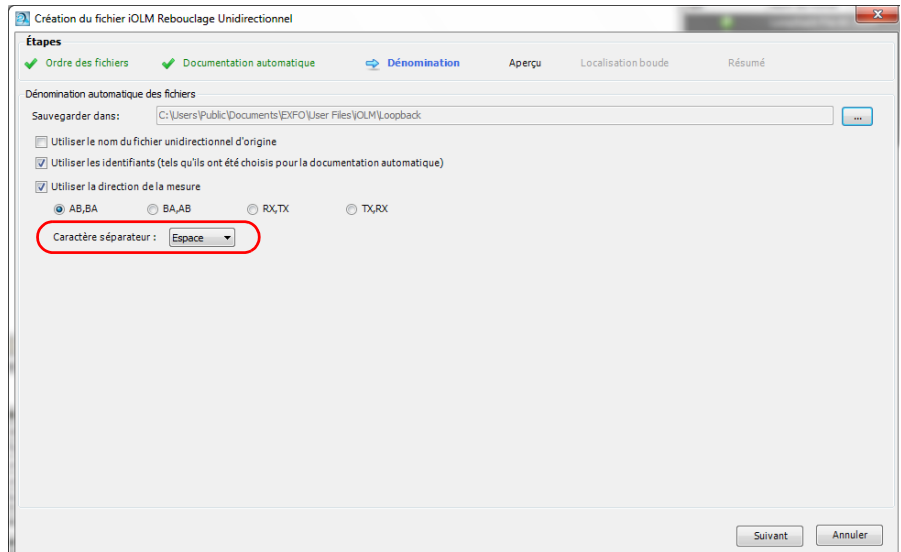 Création du fichier iOLM Rebouclage Unidirectionnel
Étapes
Ordre des fichiers Documentation automatique Dénomination Aperçu Localisation boude Résumé
Dénomination automatique des fichiers
Sauvegarder dans: C:\Users\Public\Documents\EXFO\User Files\iOLM\Loopback ...
Utiliser le nom du fichier unidirectionnel d'origine
Utiliser les identifiants (tels qu'ils ont été choisis pour la documentation automatique)
Utiliser la direction de la mesure
AB,BA BA,AB RX,TX TX,RX
Caractère séparateur : Espace
Suivant Annuler